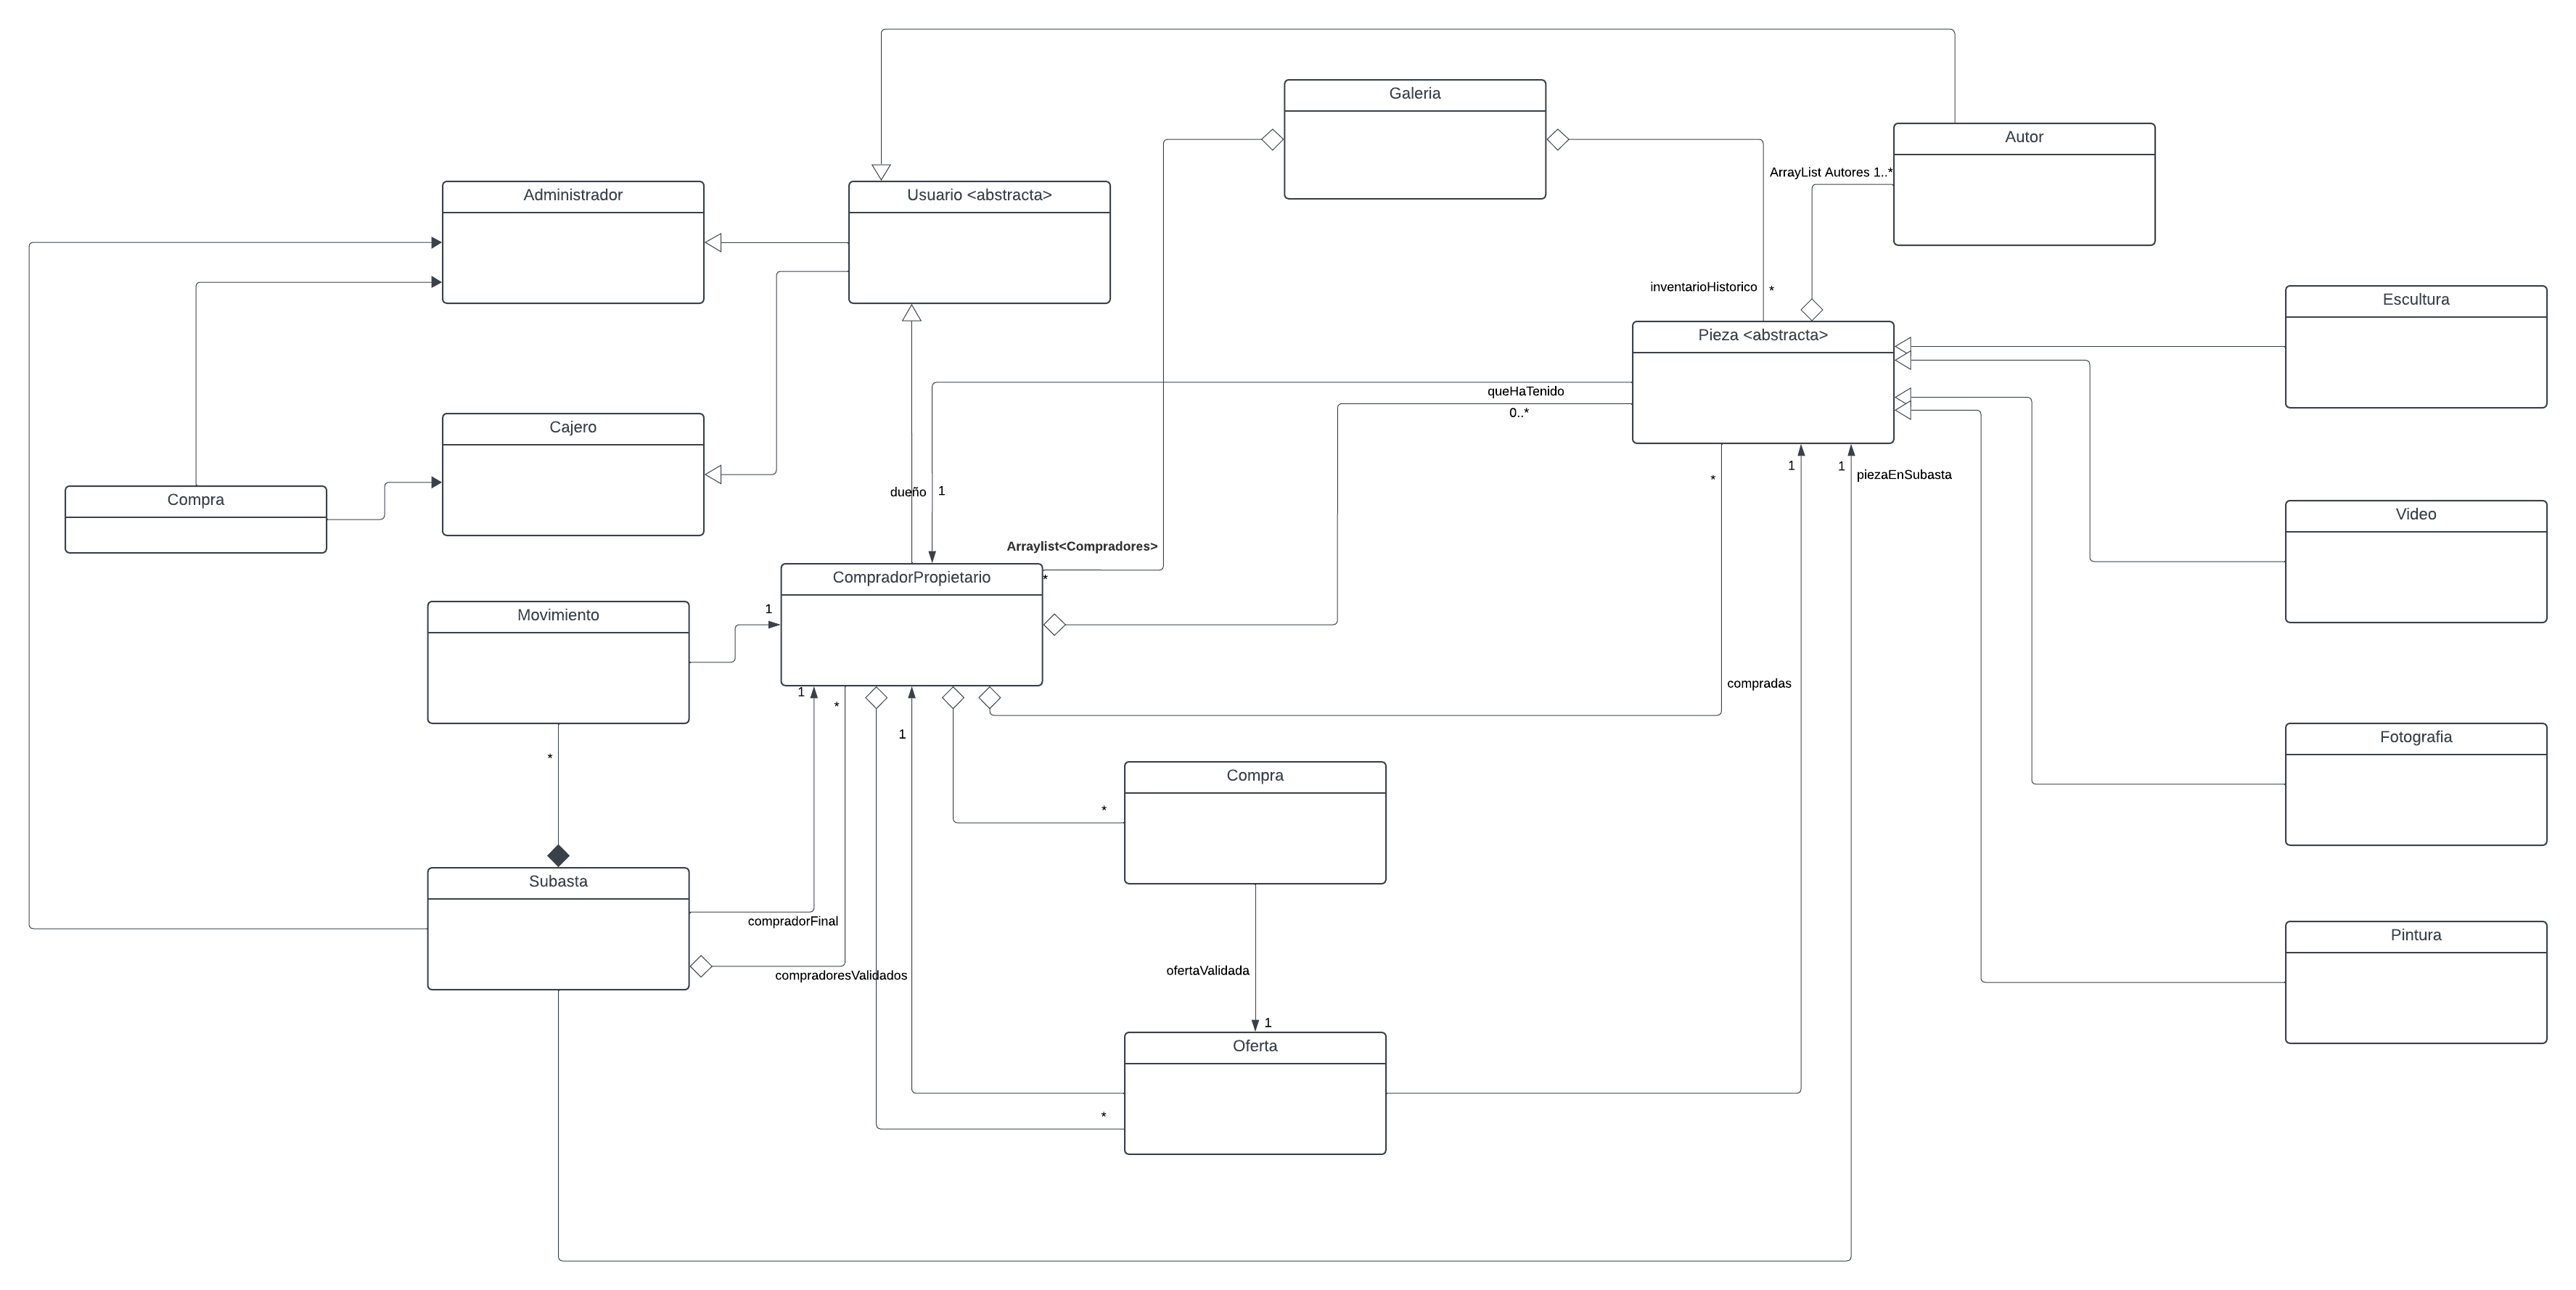 Galeria
Autor
ArrayList Autores 1..*
Administrador
Usuario <abstracta>
inventarioHistorico
*
Escultura
Pieza <abstracta>
queHaTenido
0..*
Cajero
1
piezaEnSubasta
1
*
dueño
1
Compra
Video
Arraylist<Compradores>
*
CompradorPropietario
Movimiento
1
compradas
1
*
1
Fotografia
*
Compra
*
Subasta
compradorFinal
Pintura
compradoresValidados
ofertaValidada
1
Oferta
*